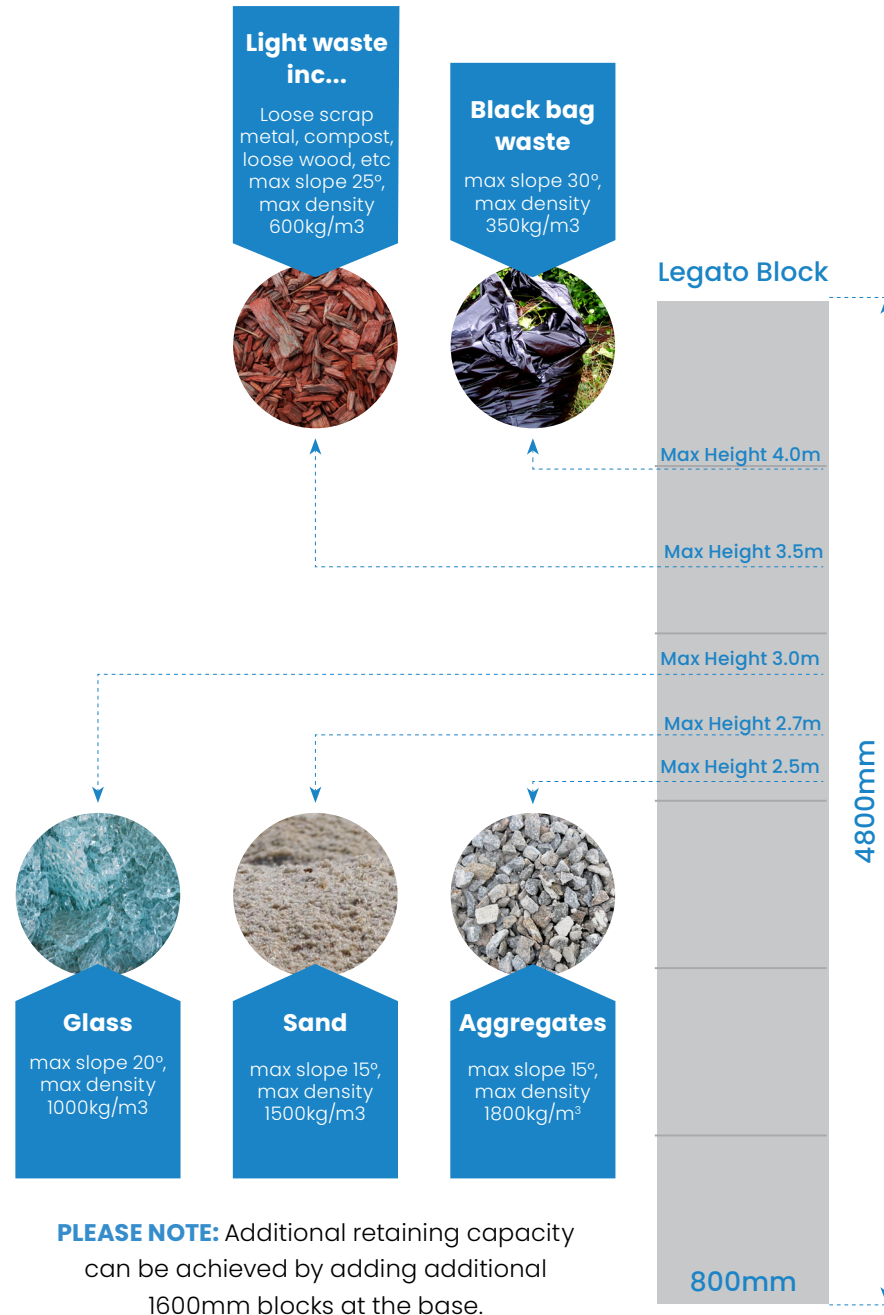 Light waste
inc...
Loose scrap
metal, compost,
loose wood, etc
max slope 25º,
max density
600kg/m3
Black bag
waste
max slope 30º,
max density
350kg/m3
Legato Block
Max Height 4.0m
Max Height 3.5m
Max Height 3.0m
Max Height 2.7m
Max Height 2.5m
4800mm
Glass
max slope 20º,
max density
1000kg/m3
Sand
max slope 15º,
max density
1500kg/m3
Aggregates
max slope 15º,
max density
1800kg/m³
800mm
PLEASE NOTE: Additional retaining capacity
can be achieved by adding additional
1600mm blocks at the base.